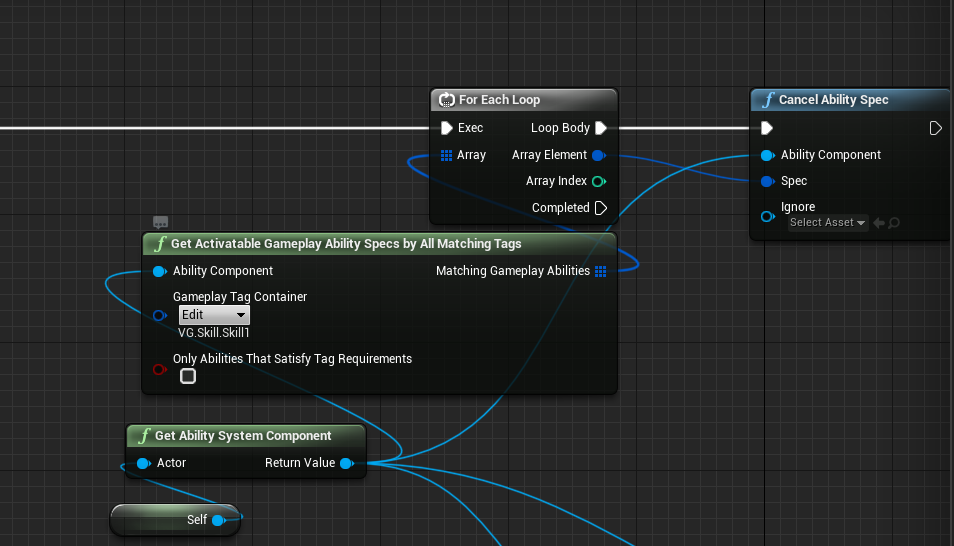 For Each Loop
Exec
Loop Body
Array
Array Element
Array Index
Completed
Cancel Ability Spec
Ability Component
Spec
Ignore
Select Asset
f Get Activatable Gameplay Ability Specs by All Matching Tags
Ability Component
Matching Gameplay Abilities
Gameplay Tag Container
Edit
VG.Skill.Skill1
Only Abilities That Satisfy Tag Requirements
f Get Ability System Component
Actor
Return Value
Self